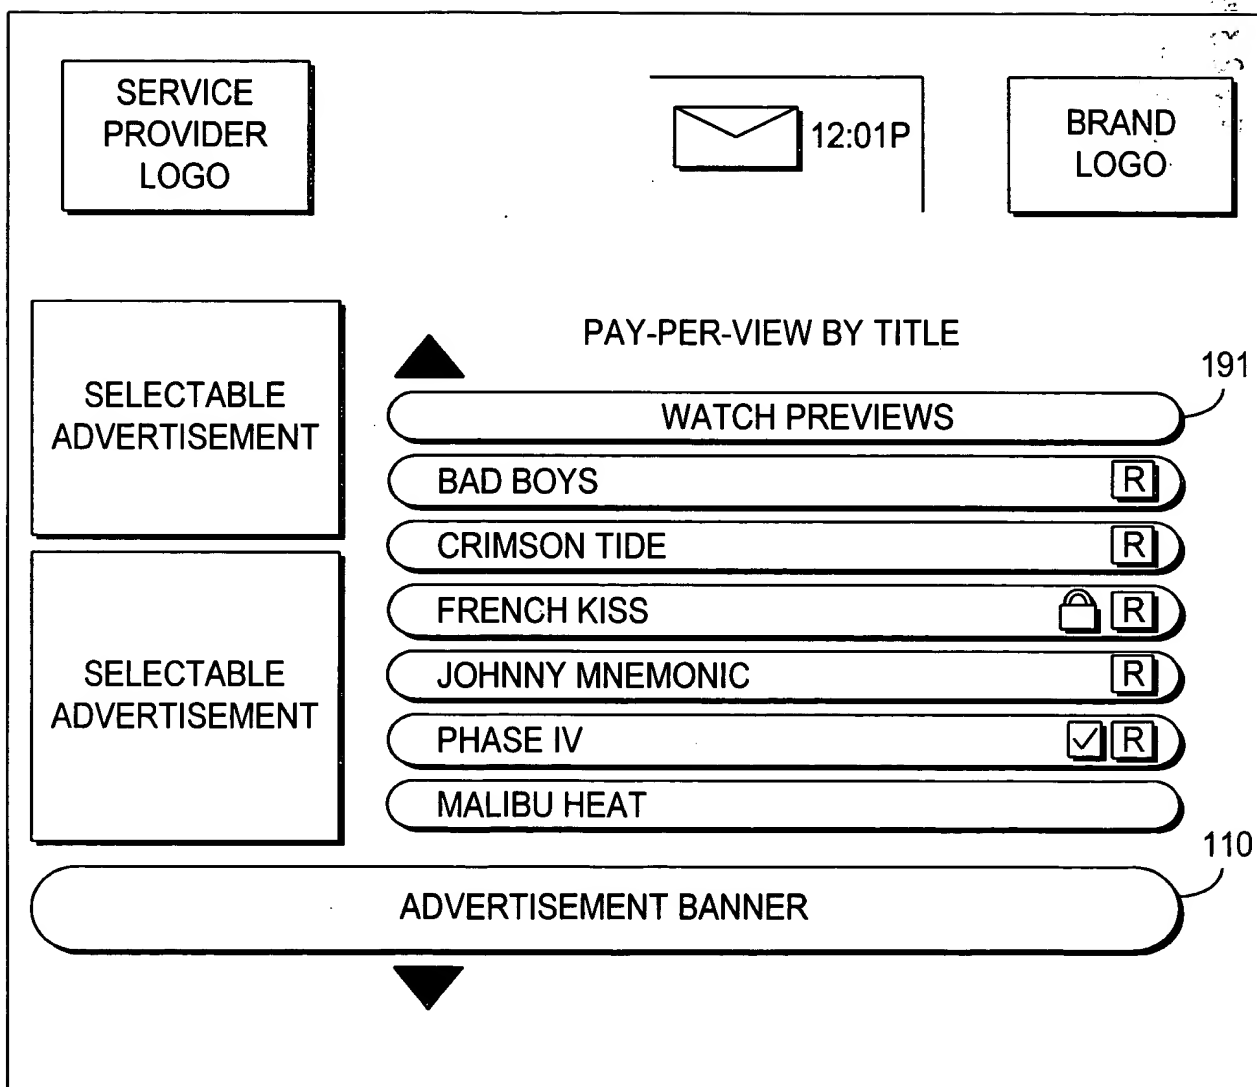 SERVICE
PROVIDER
LOGO
12:01P
BRAND
LOGO
SELECTABLE
ADVERTISEMENT
PAY-PER-VIEW BY TITLE
191
WATCH PREVIEWS
BAD BOYS R
CRIMSON TIDE R
FRENCH KISS R
JOHNNY MNEMONIC R
PHASE IV R
MALIBU HEAT
SELECTABLE
ADVERTISEMENT
110
ADVERTISEMENT BANNER